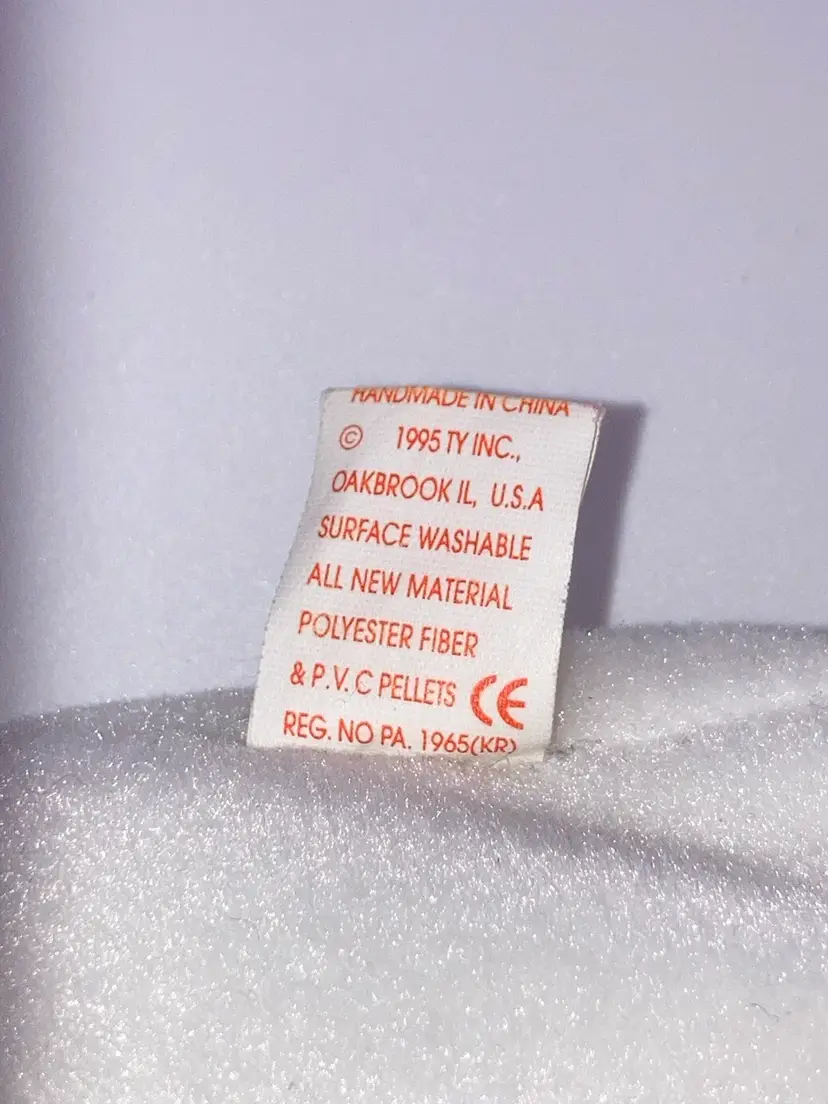 HANDMADE IN CHINA
© 1995 TY INC.,
OAKBROOK IL, U.S.A
SURFACE WASHABLE
ALL NEW MATERIAL
POLYESTER FIBER
& P.V.C PELLETS CE
REG. NO PA. 1965(KR)